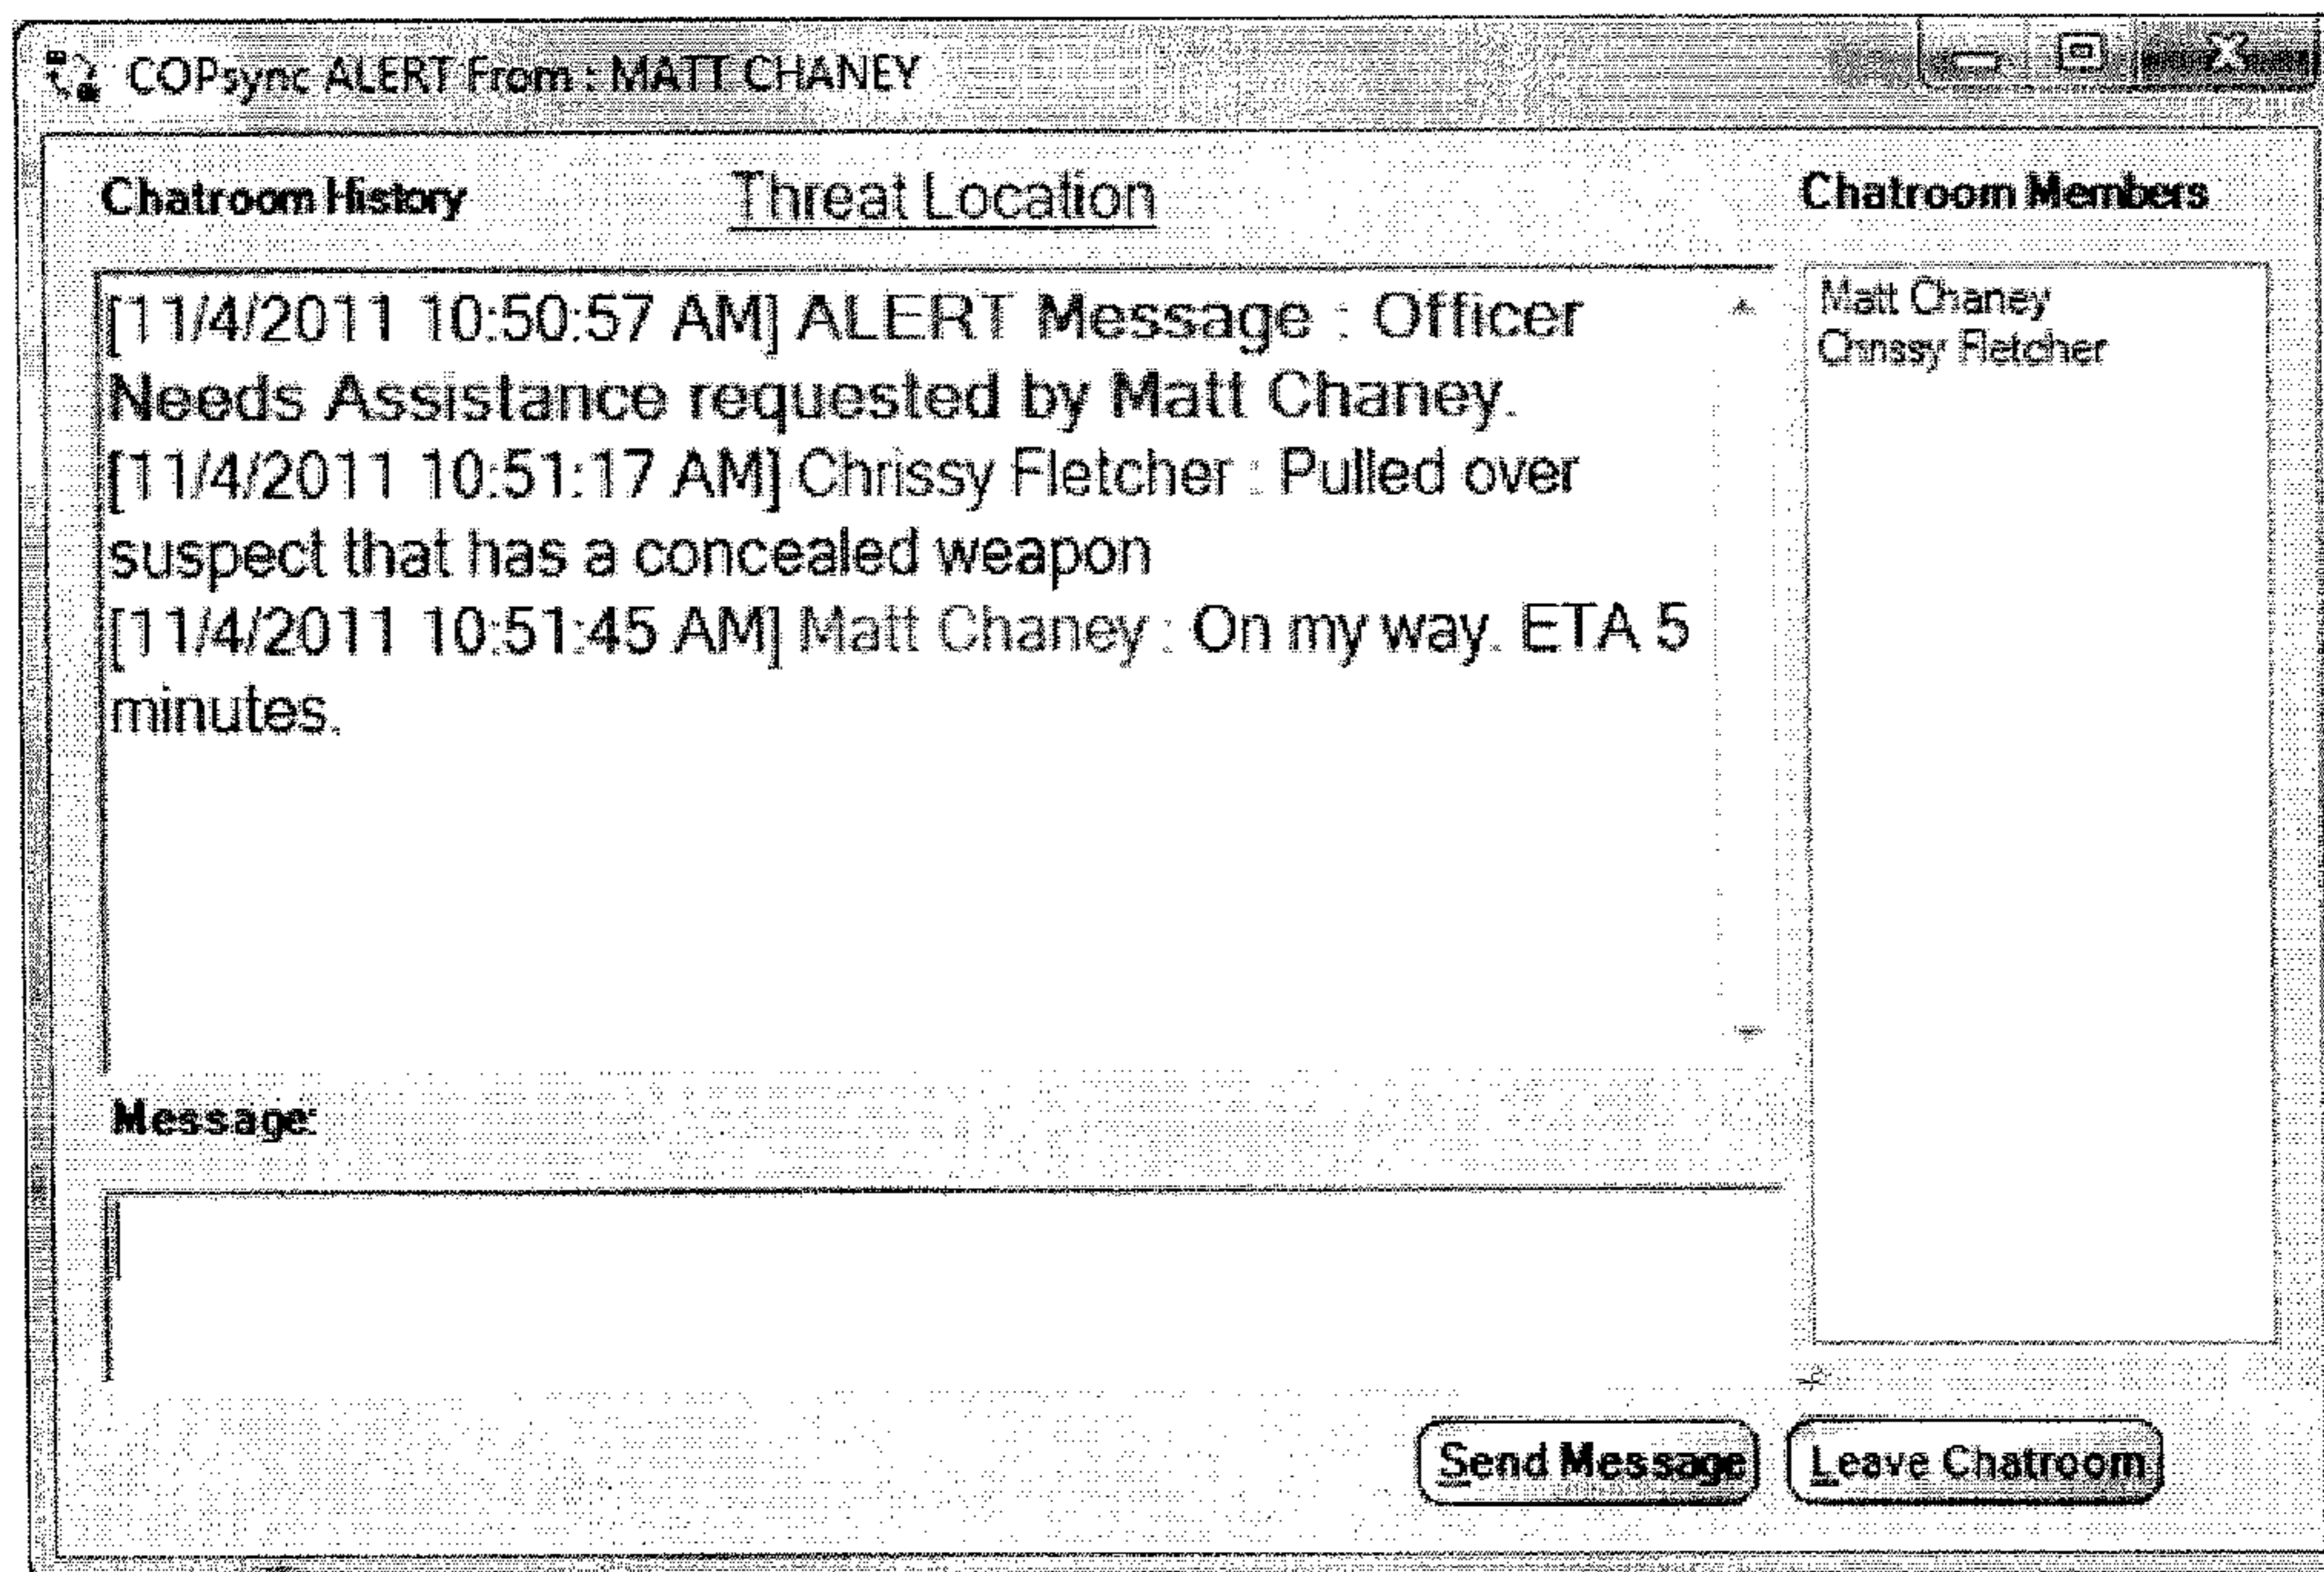 COPsync ALERT From : MATT CHANEY
Chatroom History
Threat Location
Chatroom Members
[11/4/2011 10:50:57 AM] ALERT Message : Officer
Needs Assistance requested by Matt Chaney.
[11/4/2011 10:51:17 AM] Chrissy Fletcher : Pulled over
suspect that has a concealed weapon
[11/4/2011 10:51:45 AM] Matt Chaney : On my way. ETA 5
minutes.
Matt Chaney
Chrissy Fletcher
Message:
Send Message
Leave Chatroom